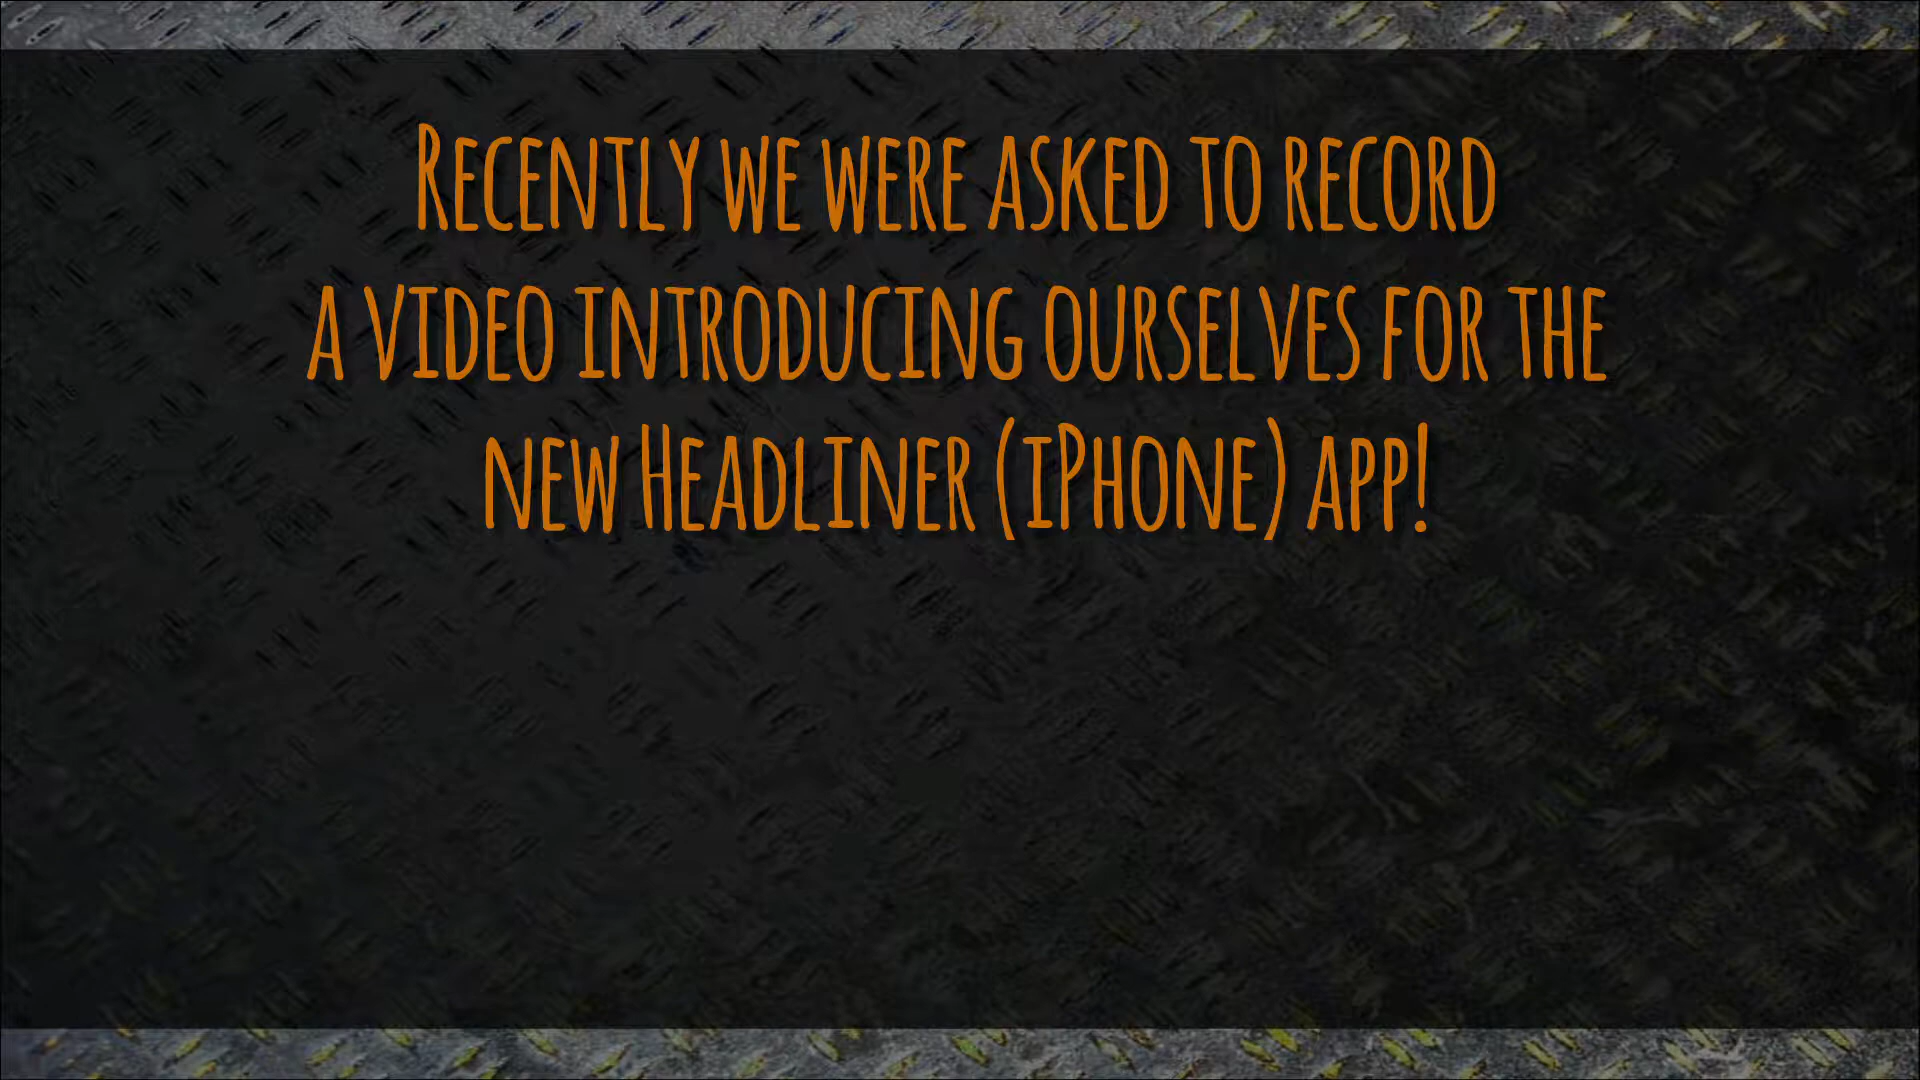 Recently we were asked to record
a video introducing ourselves for the
new Headliner (iPhone) app!